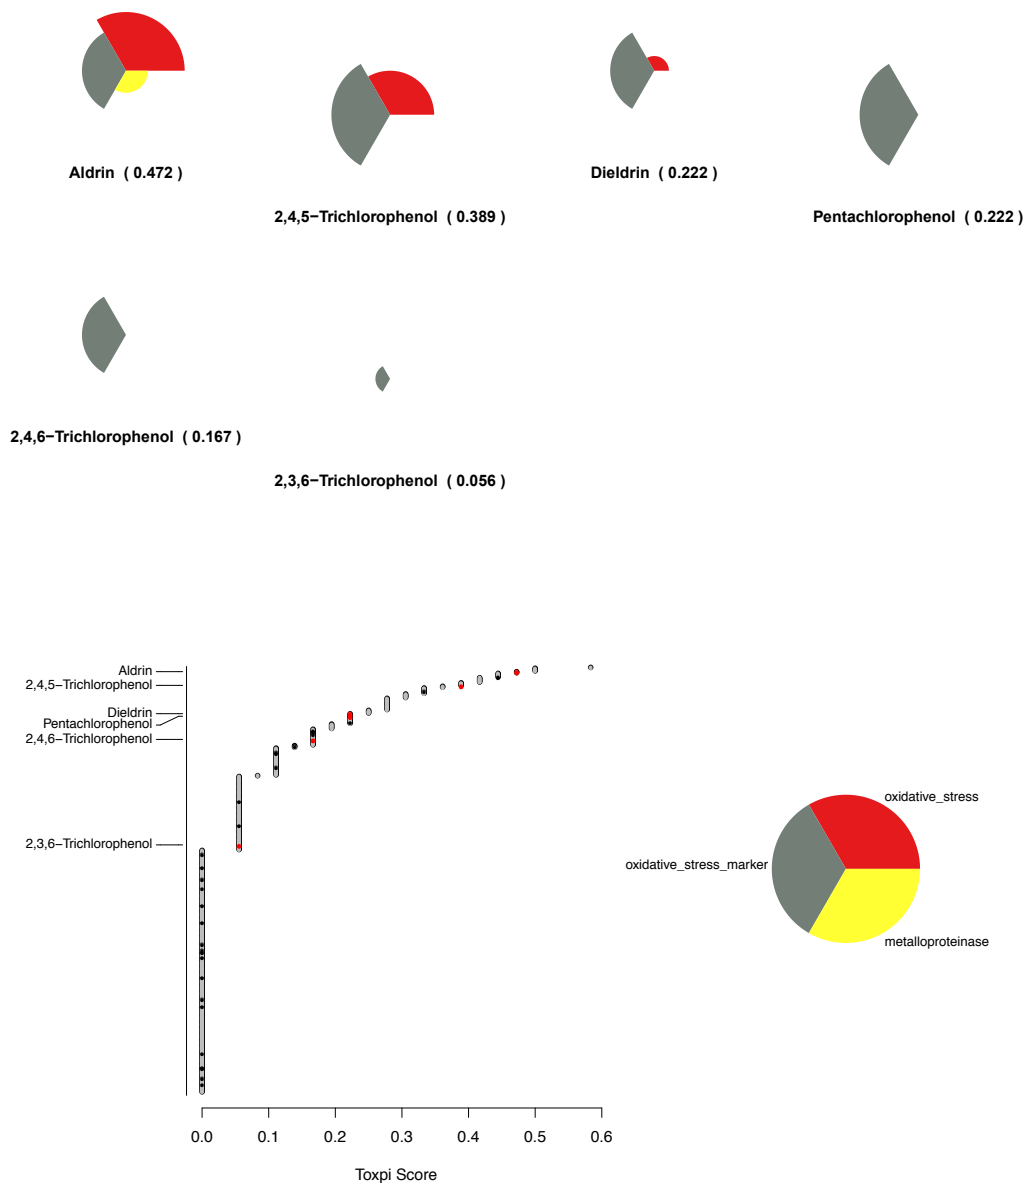 Aldrin ( 0.472 )
Dieldrin ( 0.222 )
2,4,5−Trichlorophenol ( 0.389 )
Pentachlorophenol ( 0.222 )
2,4,6−Trichlorophenol ( 0.167 )
2,3,6−Trichlorophenol ( 0.056 )
Aldrin
2,4,5−Trichlorophenol
Dieldrin
Pentachlorophenol
2,4,6−Trichlorophenol
2,3,6−Trichlorophenol
oxidative_stress
oxidative_stress_marker
metalloproteinase
0.0 0.1 0.2 0.3 0.4 0.5 0.6
Toxpi Score